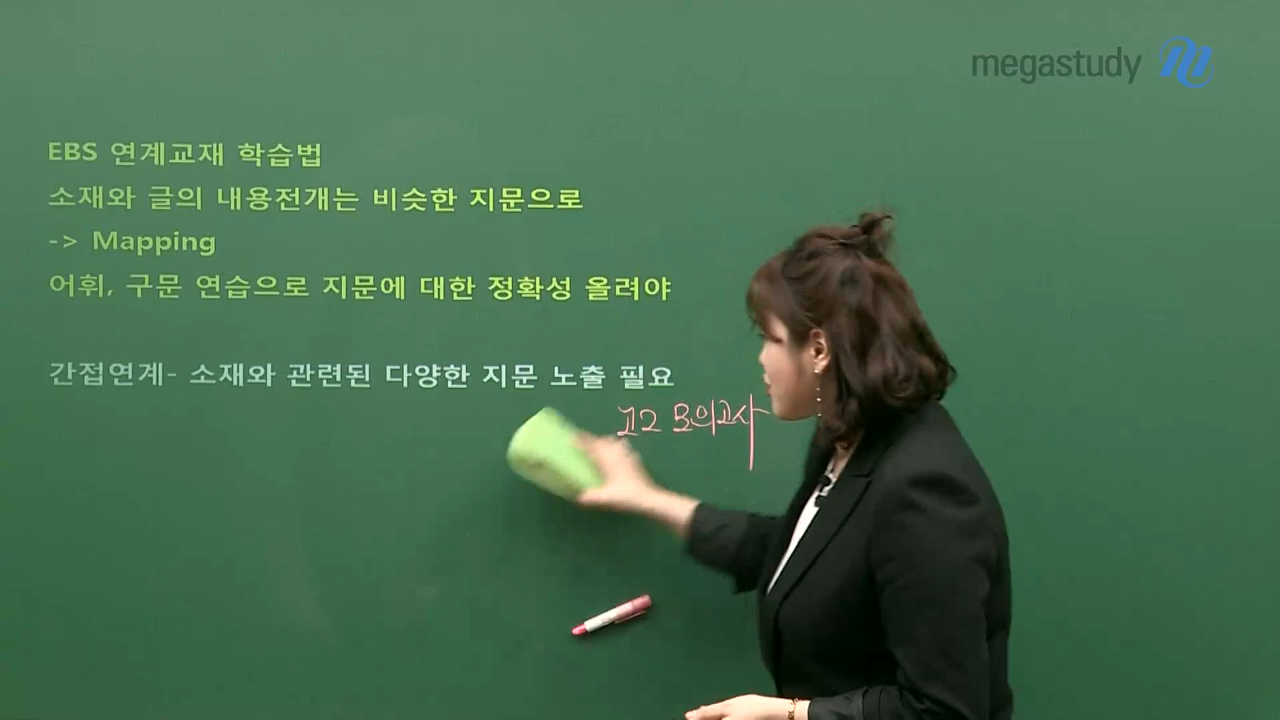 megastudy
EBS 연계교재 학습법
소재와 글의 내용전개는 비슷한 지문으로
-> Mapping
어휘, 구문 연습으로 지문에 대한 정확성 올려야
간접연계- 소재와 관련된 다양한 지문 노출 필요
고2 모의고사